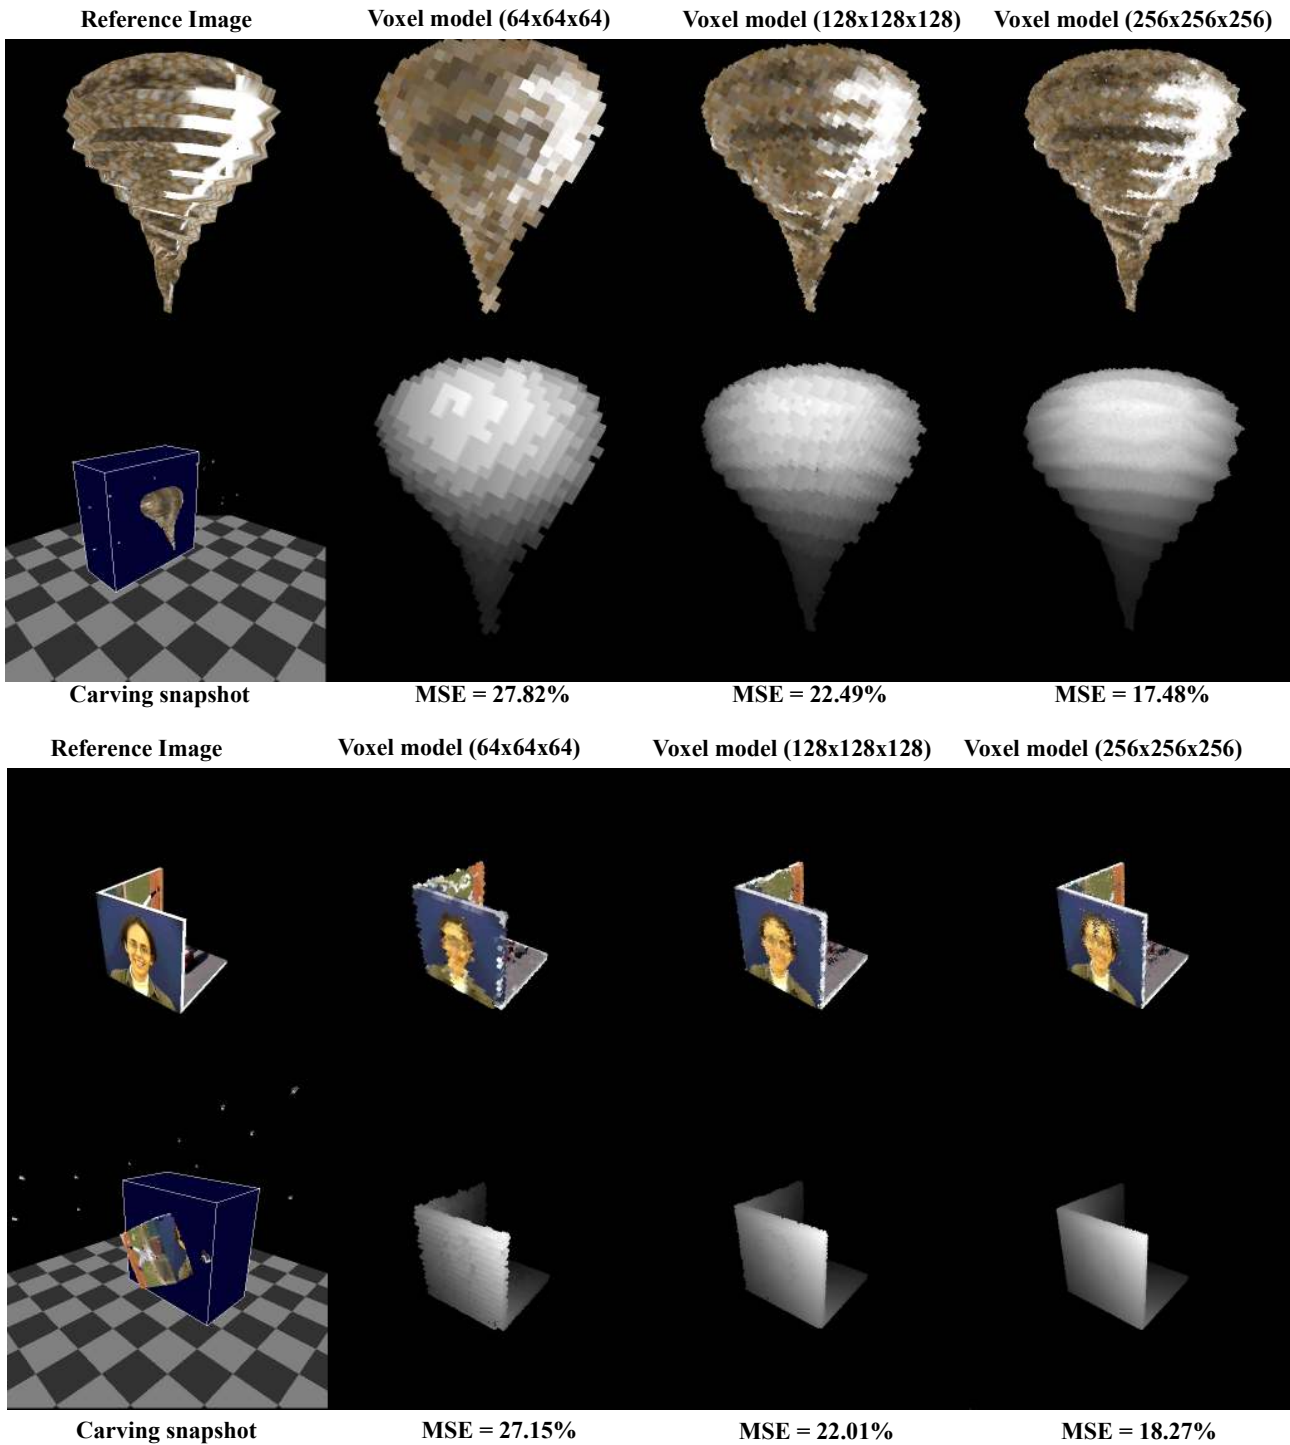 Reference Image Voxel model (64x64x64) Voxel model (128x128x128) Voxel model (256x256x256)
Carving snapshot MSE = 27.82% MSE = 22.49% MSE = 17.48%
Reference Image Voxel model (64x64x64) Voxel model (128x128x128) Voxel model (256x256x256)
Carving snapshot MSE = 27.15% MSE = 22.01% MSE = 18.27%